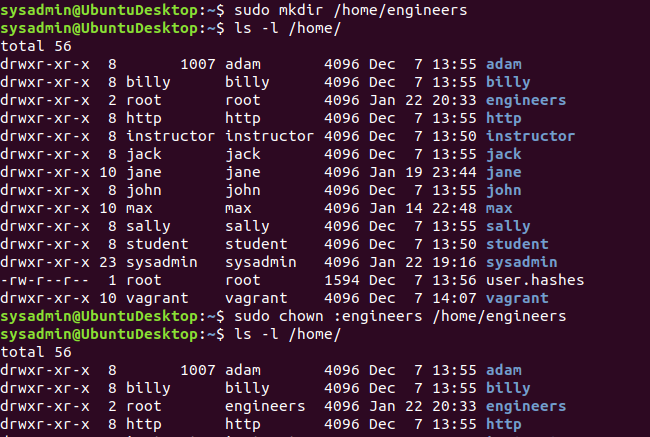 sysadmin@UbuntuDesktop:~$ sudo mkdir /home/engineers
sysadmin@UbuntuDesktop:~$ ls -l /home/
total 56
drwxr-xr-x  8       1007 adam       4096 Dec  7 13:55 adam
drwxr-xr-x  8 billy      billy      4096 Dec  7 13:55 billy
drwxr-xr-x  2 root       root       4096 Jan 22 20:33 engineers
drwxr-xr-x  8 http       http       4096 Dec  7 13:55 http
drwxr-xr-x  8 instructor instructor 4096 Dec  7 13:50 instructor
drwxr-xr-x  8 jack       jack       4096 Dec  7 13:55 jack
drwxr-xr-x 10 jane       jane       4096 Jan 19 23:44 jane
drwxr-xr-x  8 john       john       4096 Dec  7 13:55 john
drwxr-xr-x 10 max        max        4096 Jan 14 22:48 max
drwxr-xr-x  8 sally      sally      4096 Dec  7 13:55 sally
drwxr-xr-x  8 student    student    4096 Dec  7 13:50 student
drwxr-xr-x 23 sysadmin   sysadmin   4096 Jan 22 19:16 sysadmin
-rw-r--r--  1 root       root       1594 Dec  7 13:56 user.hashes
drwxr-xr-x 10 vagrant    vagrant    4096 Dec  7 14:07 vagrant
sysadmin@UbuntuDesktop:~$ sudo chown :engineers /home/engineers
sysadmin@UbuntuDesktop:~$ ls -l /home/
total 56
drwxr-xr-x  8       1007 adam       4096 Dec  7 13:55 adam
drwxr-xr-x  8 billy      billy      4096 Dec  7 13:55 billy
drwxr-xr-x  2 root       engineers  4096 Jan 22 20:33 engineers
drwxr-xr-x  8 http       http       4096 Dec  7 13:55 http